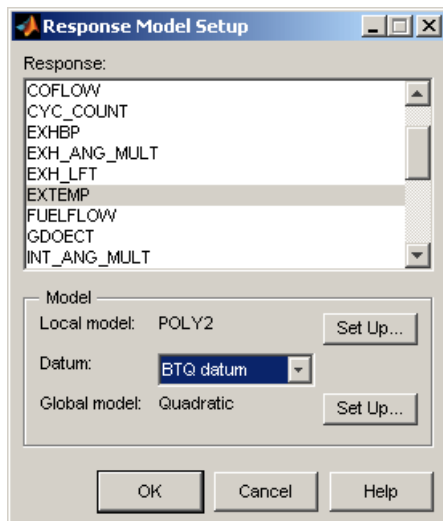 Response Model Setup
Response:
COFLOW
CYC_COUNT
EXHBP
EXH_ANG_MULT
EXH_LFT
EXTEMP
FUELFLOW
GDOECT
INT_ANG_MULT
Model
Local model: POLY2 Set Up...
Datum: BTQ datum
Global model: Quadratic Set Up...
OK Cancel Help